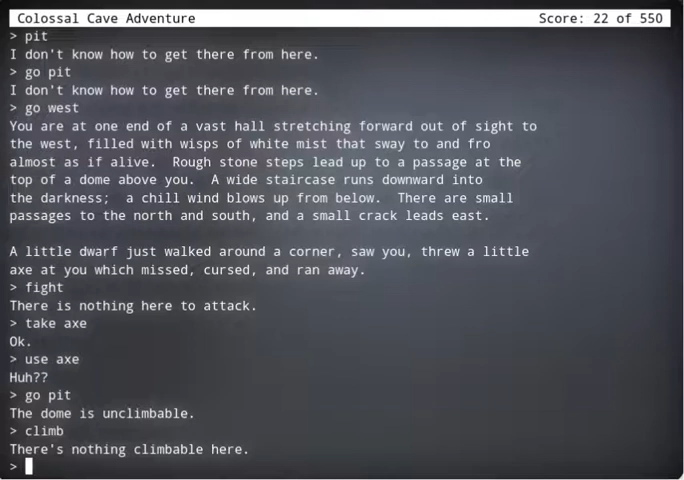 Colossal Cave Adventure Score: 22 of 550
> pit
I don't know how to get there from here.
> go pit
I don't know how to get there from here.
> go west
You are at one end of a vast hall stretching forward out of sight to
the west, filled with wisps of white mist that sway to and fro
almost as if alive.  Rough stone steps lead up to a passage at the
top of a dome above you.  A wide staircase runs downward into
the darkness;  a chill wind blows up from below.  There are small
passages to the north and south, and a small crack leads east.
A little dwarf just walked around a corner, saw you, threw a little
axe at you which missed, cursed, and ran away.
> fight
There is nothing here to attack.
> take axe
Ok.
> use axe
Huh??
> go pit
The dome is unclimbable.
> climb
There's nothing climbable here.
>